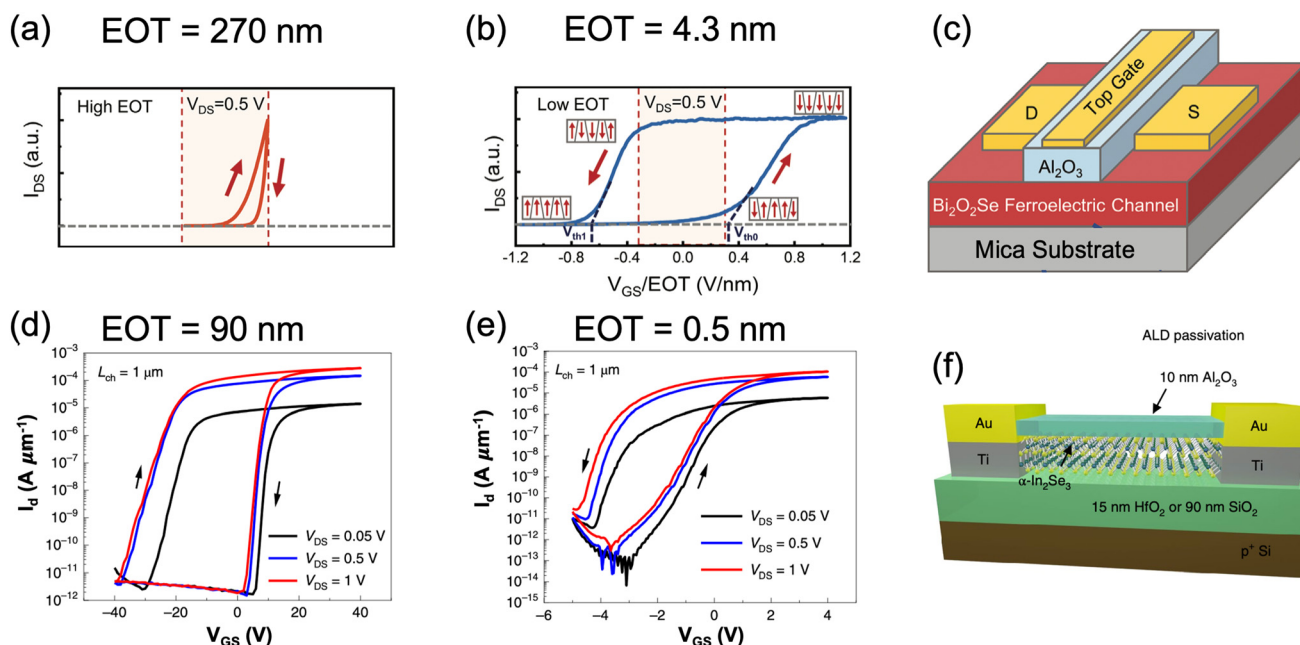 (a) EOT = 270 nm
High EOT
V_DS=0.5 V
I_DS (a.u.)
(b) EOT = 4.3 nm
Low EOT
V_DS=0.5 V
I_DS (a.u.)
V_th1
V_th0
-1.2 -0.8 -0.4 0.0 0.4 0.8 1.2
V_GS/EOT (V/nm)
(c)
D
Top Gate
S
Al₂O₃
Bi₂O₂Se Ferroelectric Channel
Mica Substrate
(d) EOT = 90 nm
L_ch = 1 μm
I_d (A μm⁻¹)
10⁻³
10⁻⁴
10⁻⁵
10⁻⁶
10⁻⁷
10⁻⁸
10⁻⁹
10⁻¹⁰
10⁻¹¹
10⁻¹²
V_DS = 0.05 V
V_DS = 0.5 V
V_DS = 1 V
−40 −20 0 20 40
V_GS (V)
(e) EOT = 0.5 nm
L_ch = 1 μm
I_d (A μm⁻¹)
10⁻³
10⁻⁴
10⁻⁵
10⁻⁶
10⁻⁷
10⁻⁸
10⁻⁹
10⁻¹⁰
10⁻¹¹
10⁻¹²
10⁻¹³
10⁻¹⁴
10⁻¹⁵
V_DS = 0.05 V
V_DS = 0.5 V
V_DS = 1 V
−6 −4 −2 0 2 4
V_GS (V)
(f)
ALD passivation
10 nm Al₂O₃
Au
Au
Ti
Ti
α-In₂Se₃
15 nm HfO₂ or 90 nm SiO₂
p⁺ Si